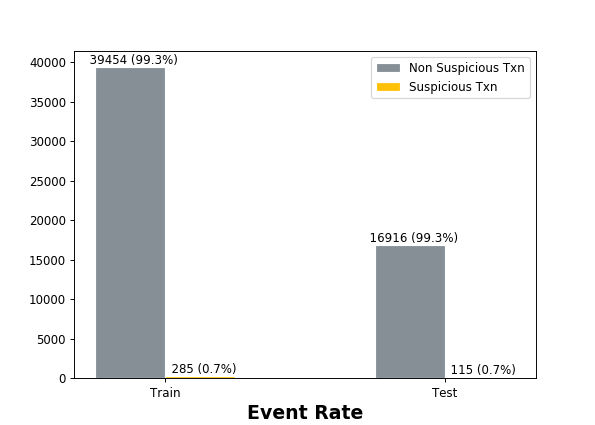 39454 (99.3%)
285 (0.7%)
16916 (99.3%)
115 (0.7%)
Non Suspicious Txn
Suspicious Txn
40000
35000
30000
25000
20000
15000
10000
5000
0
Train
Test
Event Rate